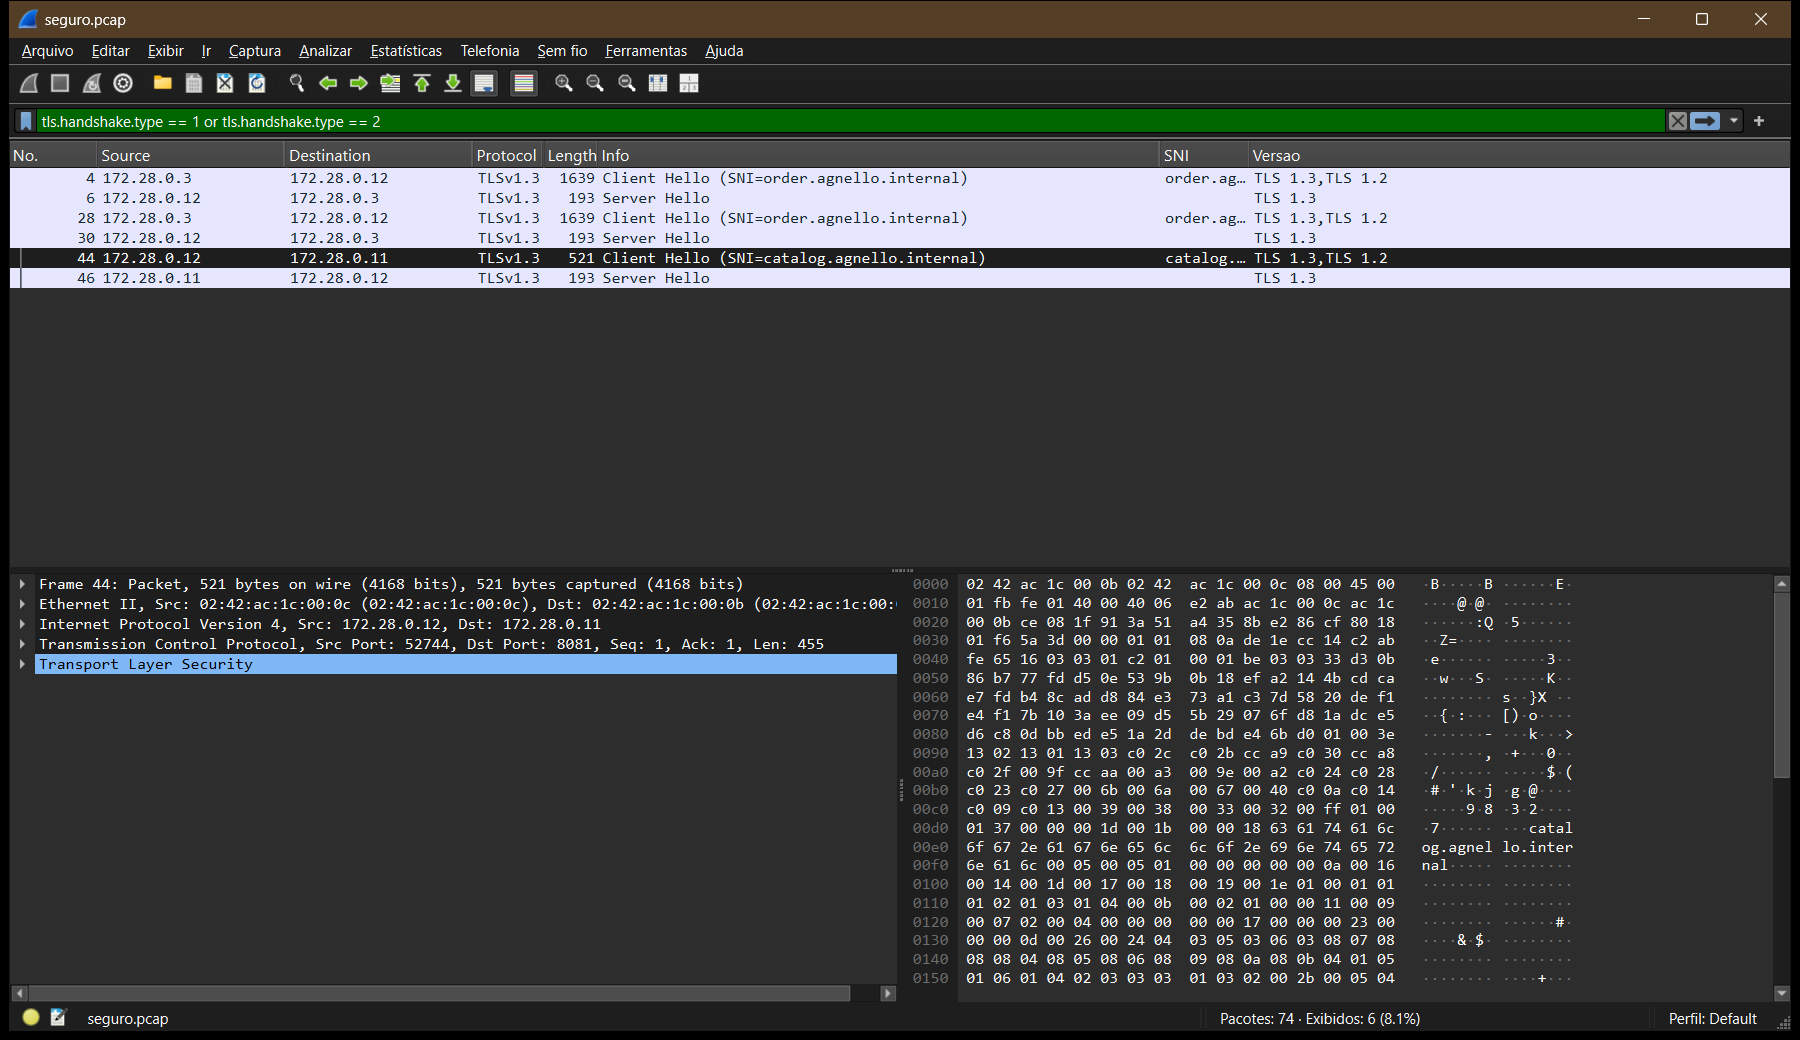 seguro.pcap
Arquivo Editar Exibir Ir Captura Analizar Estatísticas Telefonia Sem fio Ferramentas Ajuda
tls.handshake.type == 1 or tls.handshake.type == 2
No. Source Destination Protocol Length Info SNI Versao
4 172.28.0.3 172.28.0.12 TLSv1.3 1639 Client Hello (SNI=order.agnello.internal) order.ag… TLS 1.3,TLS 1.2
6 172.28.0.12 172.28.0.3 TLSv1.3 193 Server Hello TLS 1.3
28 172.28.0.3 172.28.0.12 TLSv1.3 1639 Client Hello (SNI=order.agnello.internal) order.ag… TLS 1.3,TLS 1.2
30 172.28.0.12 172.28.0.3 TLSv1.3 193 Server Hello TLS 1.3
44 172.28.0.12 172.28.0.11 TLSv1.3 521 Client Hello (SNI=catalog.agnello.internal) catalog.… TLS 1.3,TLS 1.2
46 172.28.0.11 172.28.0.12 TLSv1.3 193 Server Hello TLS 1.3
Frame 44: Packet, 521 bytes on wire (4168 bits), 521 bytes captured (4168 bits)
Ethernet II, Src: 02:42:ac:1c:00:0c (02:42:ac:1c:00:0c), Dst: 02:42:ac:1c:00:0b (02:42:ac:1c:00:
Internet Protocol Version 4, Src: 172.28.0.12, Dst: 172.28.0.11
Transmission Control Protocol, Src Port: 52744, Dst Port: 8081, Seq: 1, Ack: 1, Len: 455
Transport Layer Security
0000 02 42 ac 1c 00 0b 02 42 ac 1c 00 0c 08 00 45 00 ·B·····B ······E·
0010 01 fb fe 01 40 00 40 06 e2 ab ac 1c 00 0c ac 1c ····@·@· ········
0020 00 0b ce 08 1f 91 3a 51 a4 35 8b e2 86 cf 80 18 ······:Q ·5······
0030 01 f6 5a 3d 00 00 01 01 08 0a de 1e cc 14 c2 ab ··Z=···· ········
0040 fe 65 16 03 03 01 c2 01 00 01 be 03 03 33 d3 0b ·e······ ·····3··
0050 86 b7 77 fd d5 0e 53 9b 0b 18 ef a2 14 4b cd ca ··w···S· ·····K··
0060 e7 fd b4 8c ad d8 84 e3 73 a1 c3 7d 58 20 de f1 ········ s··}X ··
0070 e4 f1 7b 10 3a ee 09 d5 5b 29 07 6f d8 1a dc e5 ··{·:··· [)·o····
0080 d6 c8 0d bb ed e5 1a 2d de bd e4 6b d0 01 00 3e ·······- ···k···>
0090 13 02 13 01 13 03 c0 2c c0 2b cc a9 c0 30 cc a8 ·······, ·+···0··
00a0 c0 2f 00 9f cc aa 00 a3 00 9e 00 a2 c0 24 c0 28 ·/······ ·····$·(
00b0 c0 23 c0 27 00 6b 00 6a 00 67 00 40 c0 0a c0 14 ·#·'·k·j ·g·@····
00c0 c0 09 c0 13 00 39 00 38 00 33 00 32 00 ff 01 00 ·····9·8 ·3·2····
00d0 01 37 00 00 00 1d 00 1b 00 00 18 63 61 74 61 6c ·7······ ···catal
00e0 6f 67 2e 61 67 6e 65 6c 6c 6f 2e 69 6e 74 65 72 og.agnel lo.inter
00f0 6e 61 6c 00 05 00 05 01 00 00 00 00 00 0a 00 16 nal····· ········
0100 00 14 00 1d 00 17 00 18 00 19 00 1e 01 00 01 01 ········ ········
0110 01 02 01 03 01 04 00 0b 00 02 01 00 00 11 00 09 ········ ········
0120 00 07 02 00 04 00 00 00 00 00 17 00 00 00 23 00 ········ ······#·
0130 00 00 0d 00 26 00 24 04 03 05 03 06 03 08 07 08 ····&·$· ········
0140 08 08 04 08 05 08 06 08 09 08 0a 08 0b 04 01 05 ········ ········
0150 01 06 01 04 02 03 03 03 01 03 02 00 2b 00 05 04 ········ ····+···
seguro.pcap Pacotes: 74 · Exibidos: 6 (8.1%) Perfil: Default